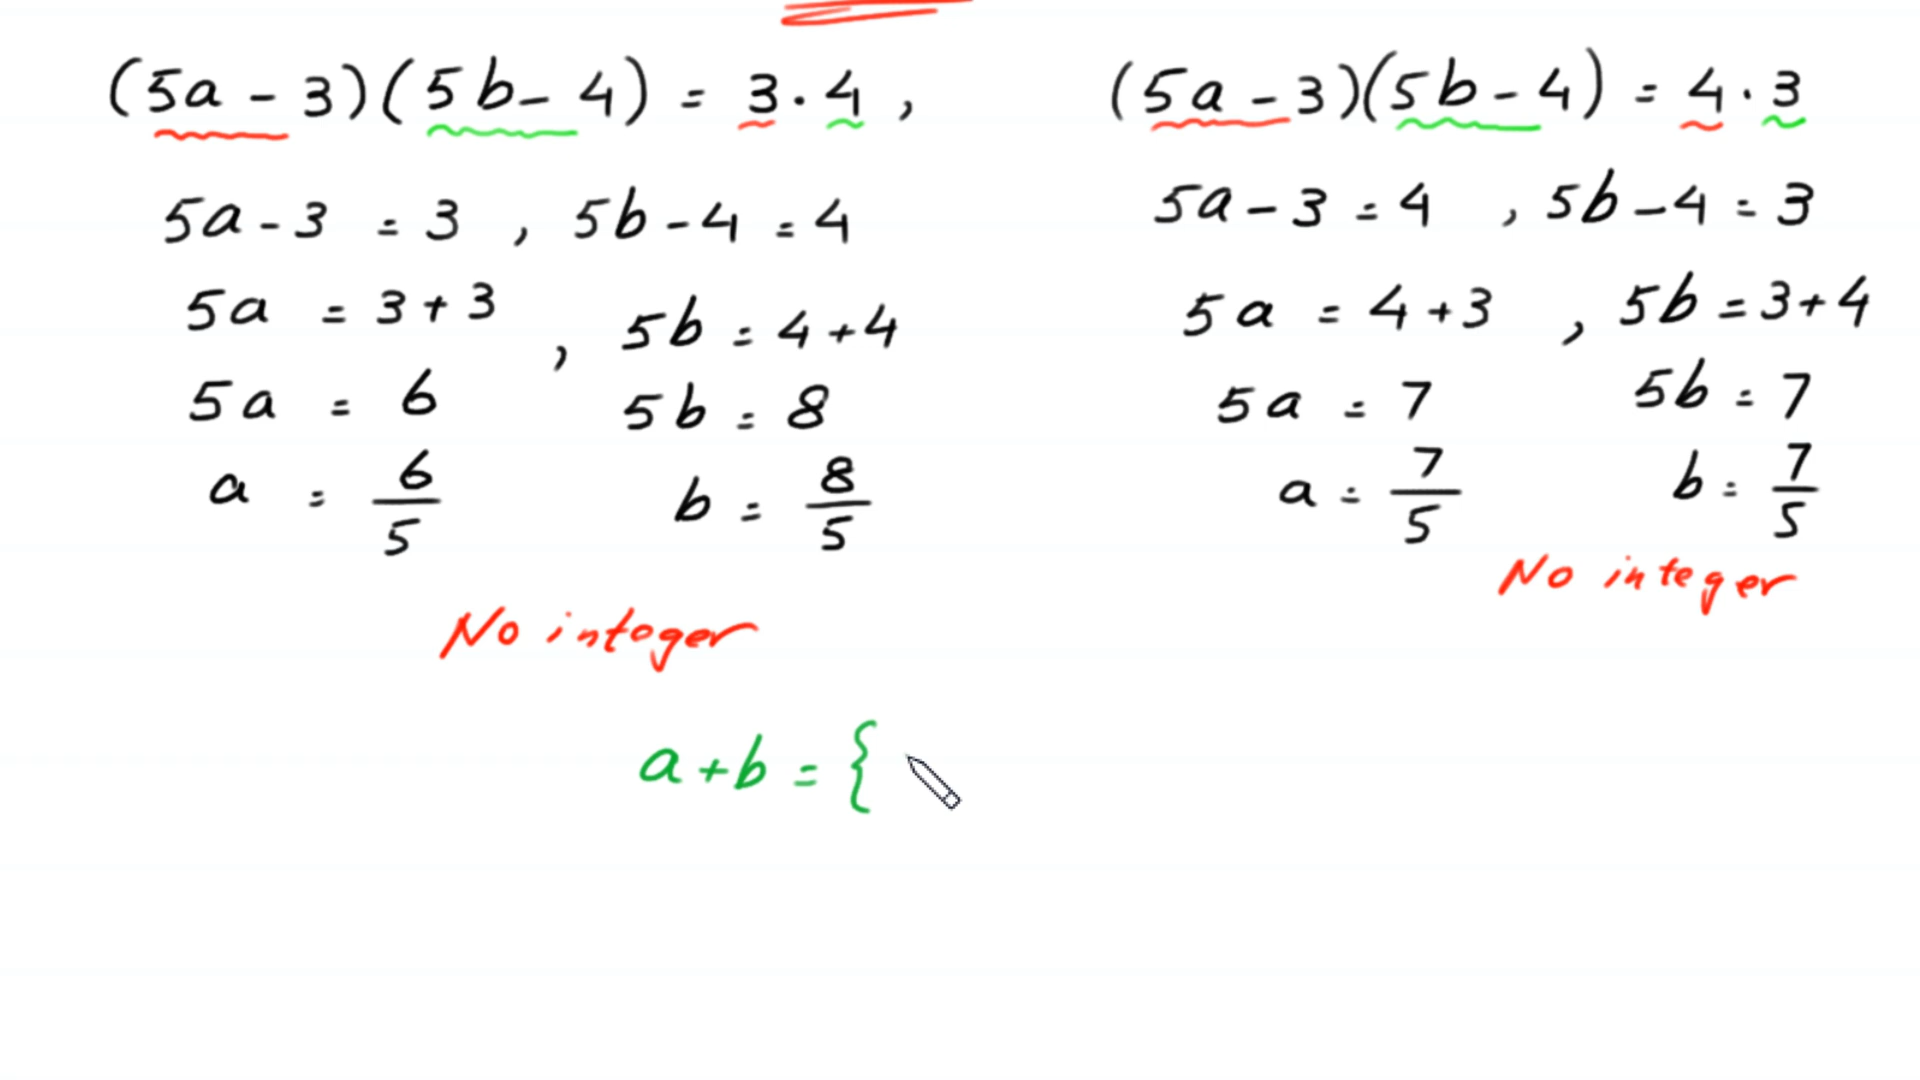 (5a - 3)(5b - 4) = 3 · 4 ,
5a - 3 = 3 , 5b - 4 = 4
5a = 3 + 3 , 5b = 4 + 4
5a = 6 5b = 8
a = 6/5 b = 8/5
No integer
(5a - 3)(5b - 4) = 4 · 3
5a - 3 = 4 , 5b - 4 = 3
5a = 4 + 3 , 5b = 3 + 4
5a = 7 5b = 7
a = 7/5 b = 7/5
No integer
a + b = {